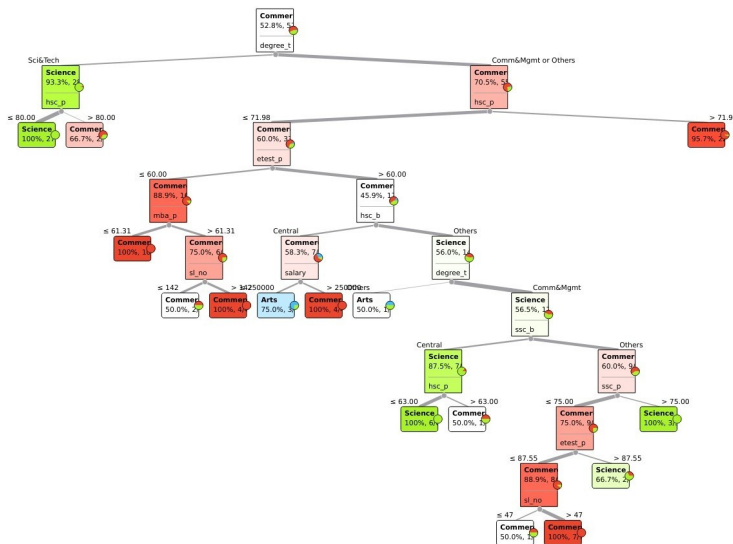 Commer
52.8%, 5
degree_t
Sci&Tech
Comm&Mgmt or Others
Science
93.3%, 2
hsc_p
Commer
70.5%, 5
hsc_p
≤ 80.00
> 80.00
≤ 71.98
> 71.9
Science
100%, 2
Commer
66.7%, 2
Commer
60.0%, 3
etest_p
Commer
95.7%, 2
≤ 60.00
> 60.00
Commer
88.9%, 1
mba_p
Commer
45.9%, 1
hsc_b
≤ 61.31
> 61.31
Central
Others
Commer
100%, 1
Commer
75.0%, 6
sl_no
Commer
58.3%, 7
salary
Science
56.0%, 1
degree_t
≤ 142
> 142
≤ 250000
> 250000
Others
Comm&Mgmt
Commer
50.0%, 2
Commer
100%, 4
Arts
75.0%, 3
Commer
100%, 4
Arts
50.0%, 1
Science
56.5%, 1
ssc_b
Central
Others
Science
87.5%, 7
hsc_p
Commer
60.0%, 9
ssc_p
≤ 63.00
> 63.00
≤ 75.00
> 75.00
Science
100%, 6
Commer
50.0%, 1
Commer
75.0%, 9
etest_p
Science
100%, 3
≤ 87.55
> 87.55
Commer
88.9%, 8
sl_no
Science
66.7%, 2
≤ 47
> 47
Commer
50.0%, 1
Commer
100%, 7